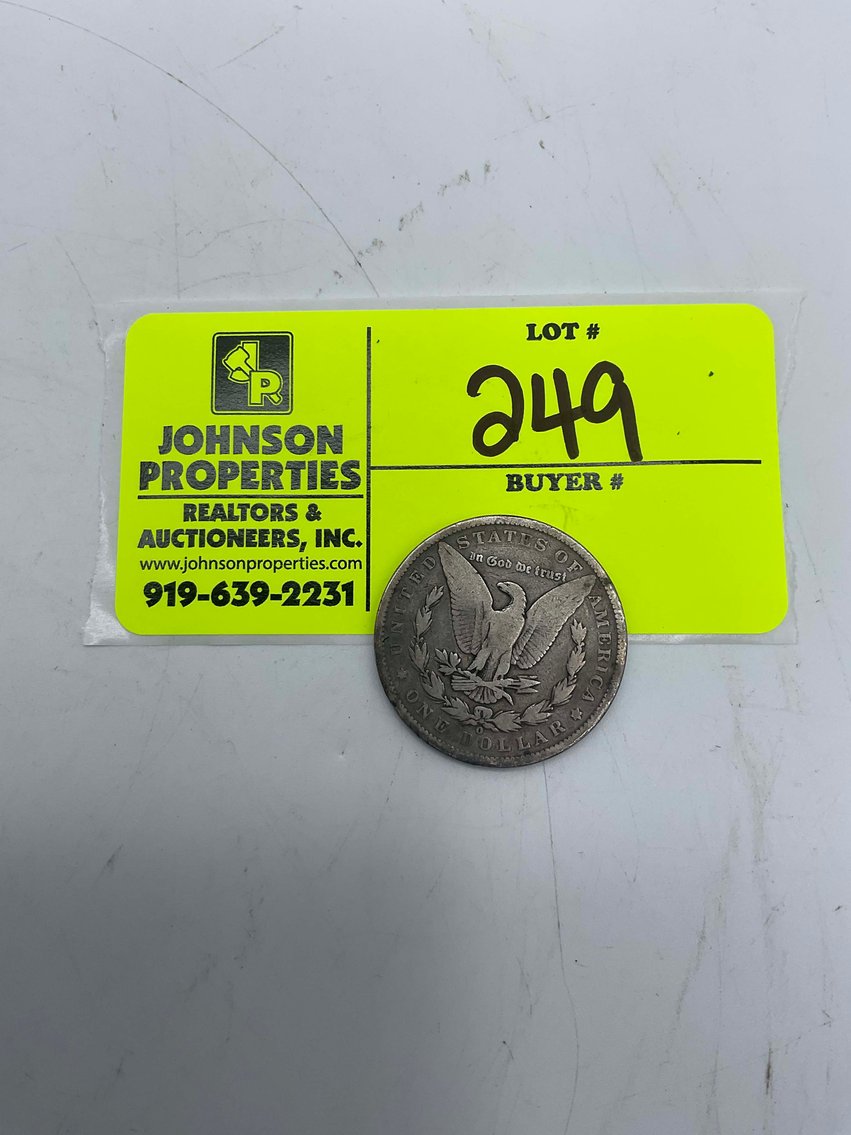 JP
JOHNSON
PROPERTIES
REALTORS &
AUCTIONEERS, INC.
www.johnsonproperties.com
919-639-2231
LOT #
249
BUYER #
UNITED STATES OF AMERICA
In God we trust
O
ONE DOLLAR